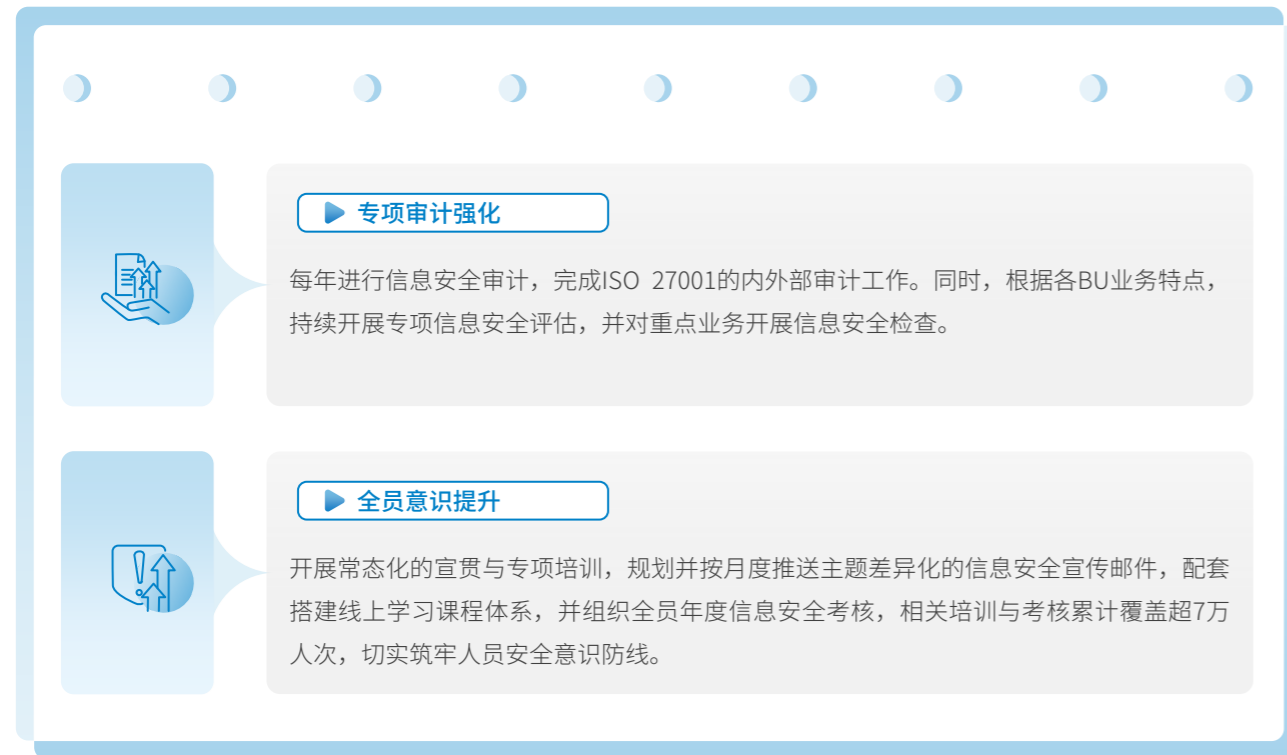 专项审计强化
每年进行信息安全审计，完成ISO 27001的内外部审计工作。同时，根据各BU业务特点，
持续开展专项信息安全评估，并对重点业务开展信息安全检查。
全员意识提升
开展常态化的宣贯与专项培训，规划并按月度推送主题差异化的信息安全宣传邮件，配套
搭建线上学习课程体系，并组织全员年度信息安全考核，相关培训与考核累计覆盖超7万
人次，切实筑牢人员安全意识防线。